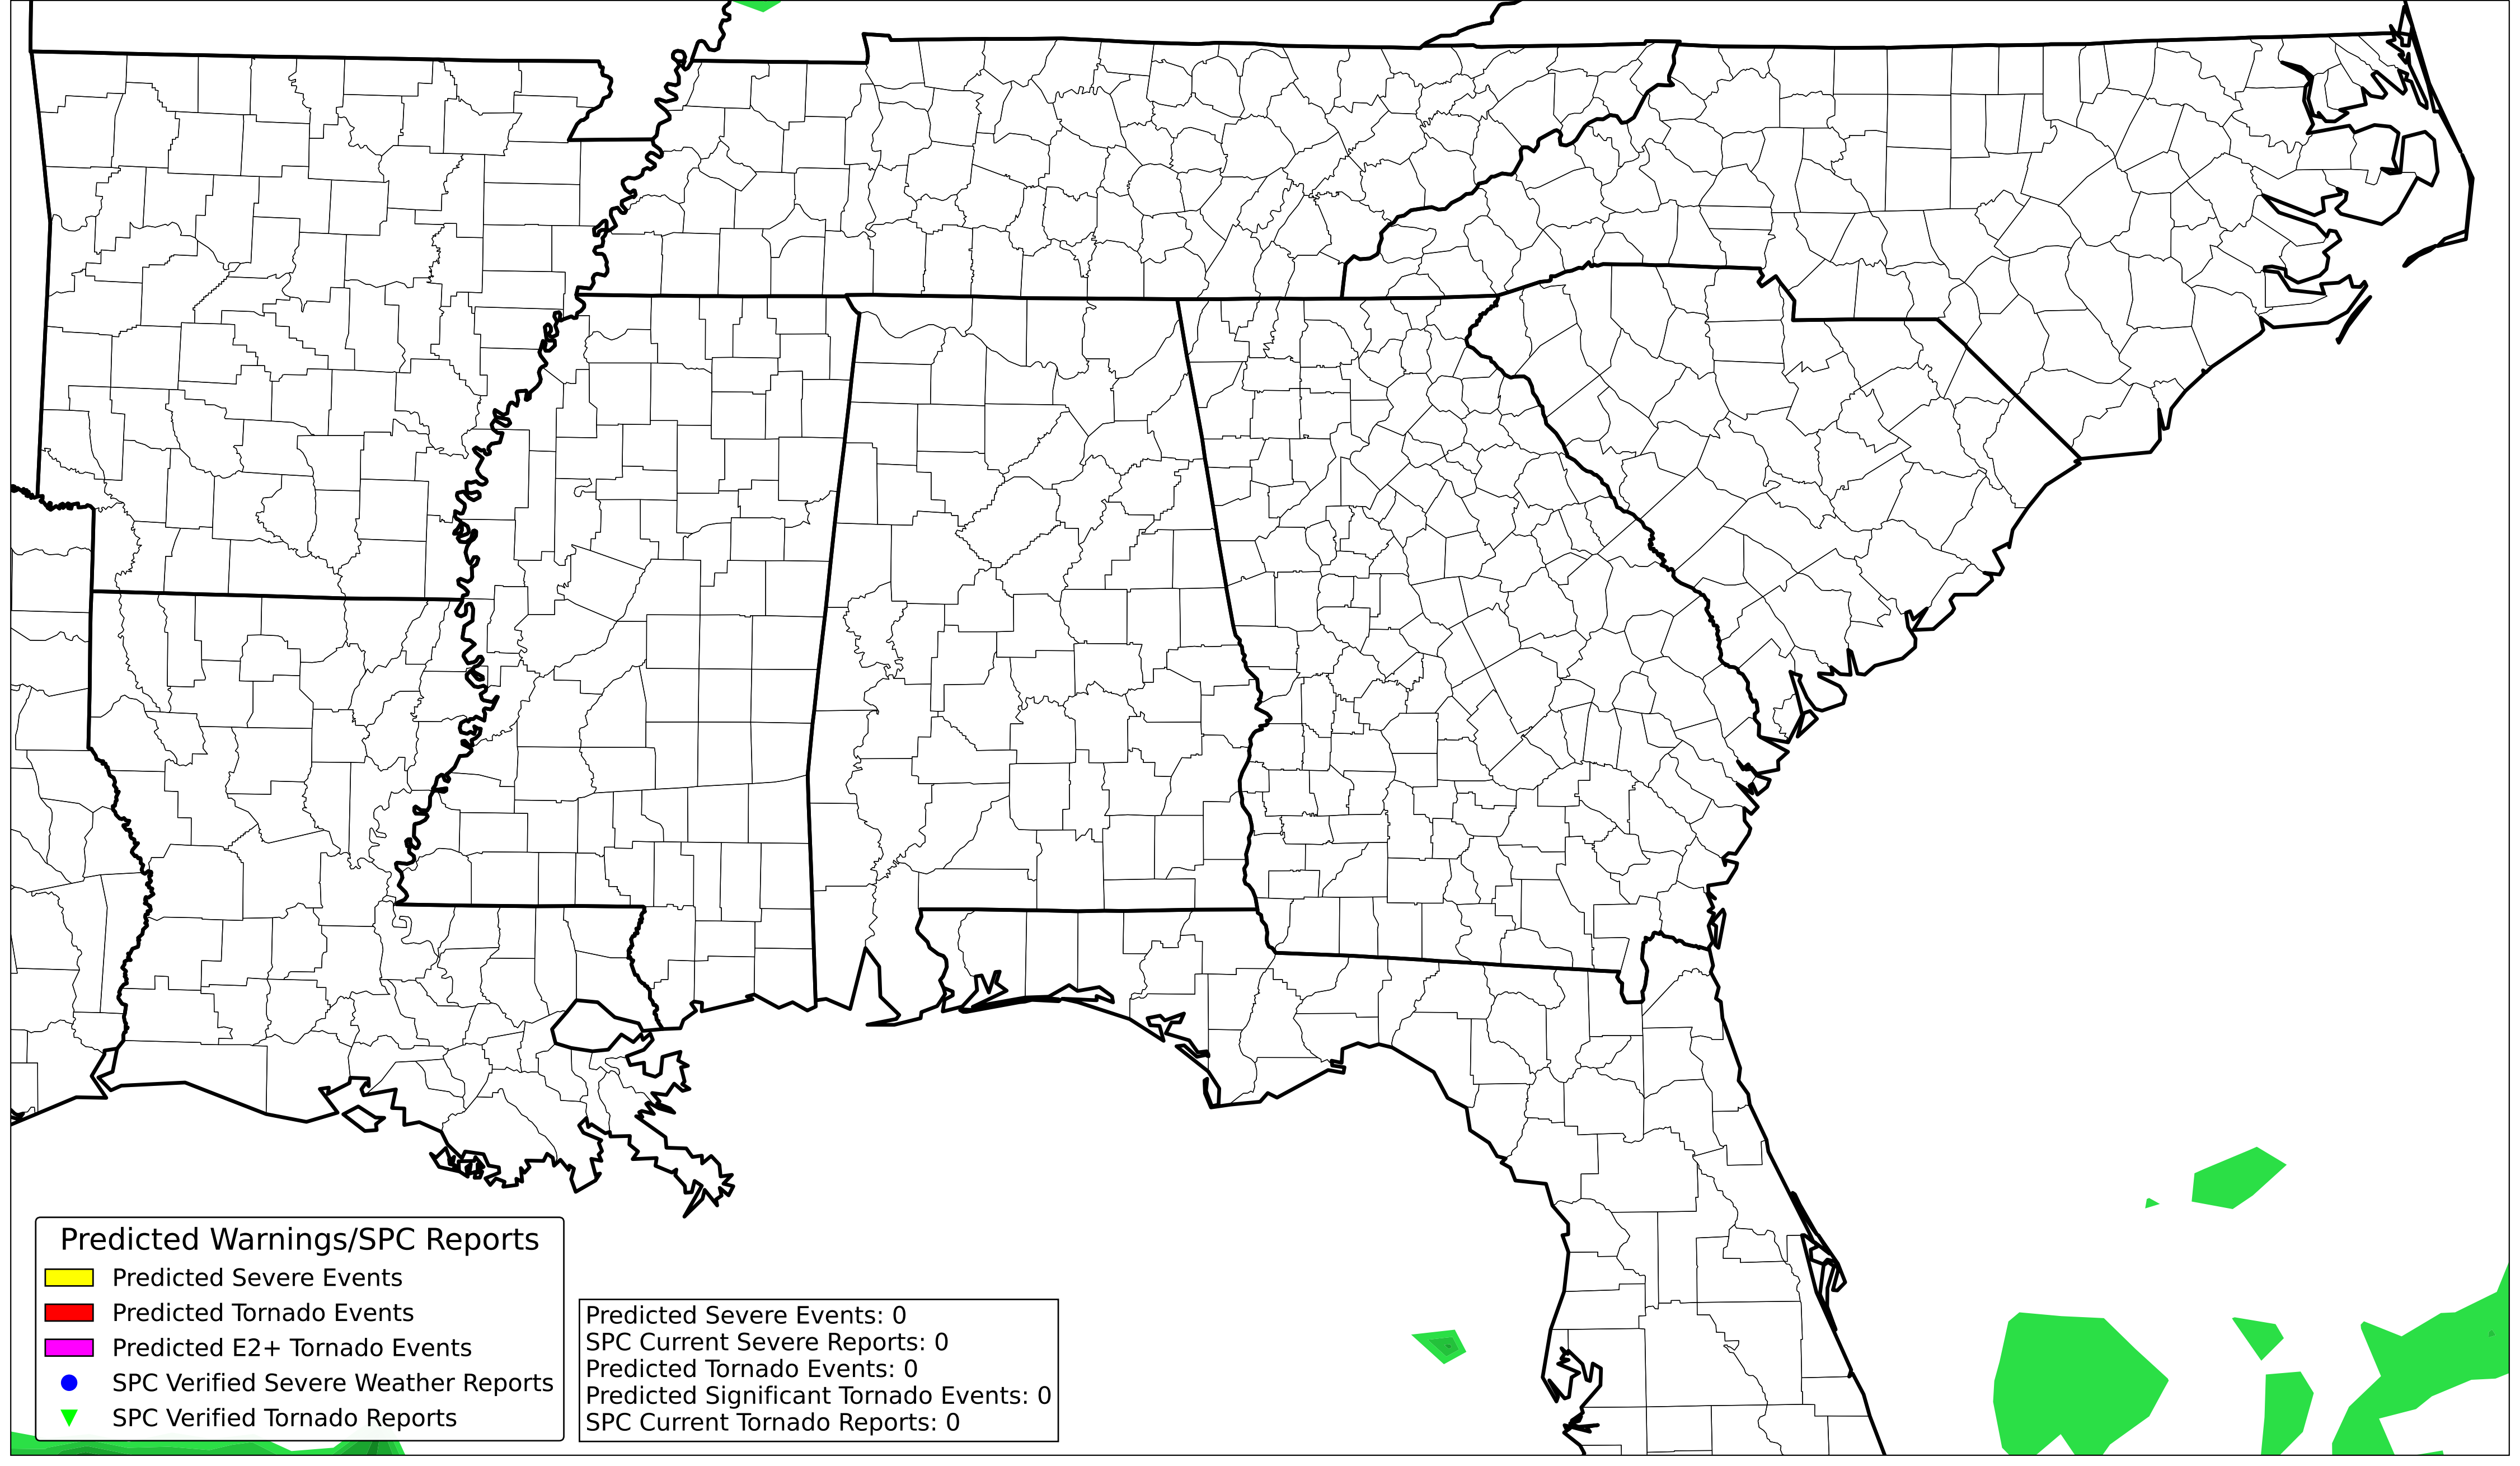 Predicted Warnings/SPC Reports
Predicted Severe Events
Predicted Tornado Events
Predicted E2+ Tornado Events
SPC Verified Severe Weather Reports
SPC Verified Tornado Reports
Predicted Severe Events: 0
SPC Current Severe Reports: 0
Predicted Tornado Events: 0
Predicted Significant Tornado Events: 0
SPC Current Tornado Reports: 0